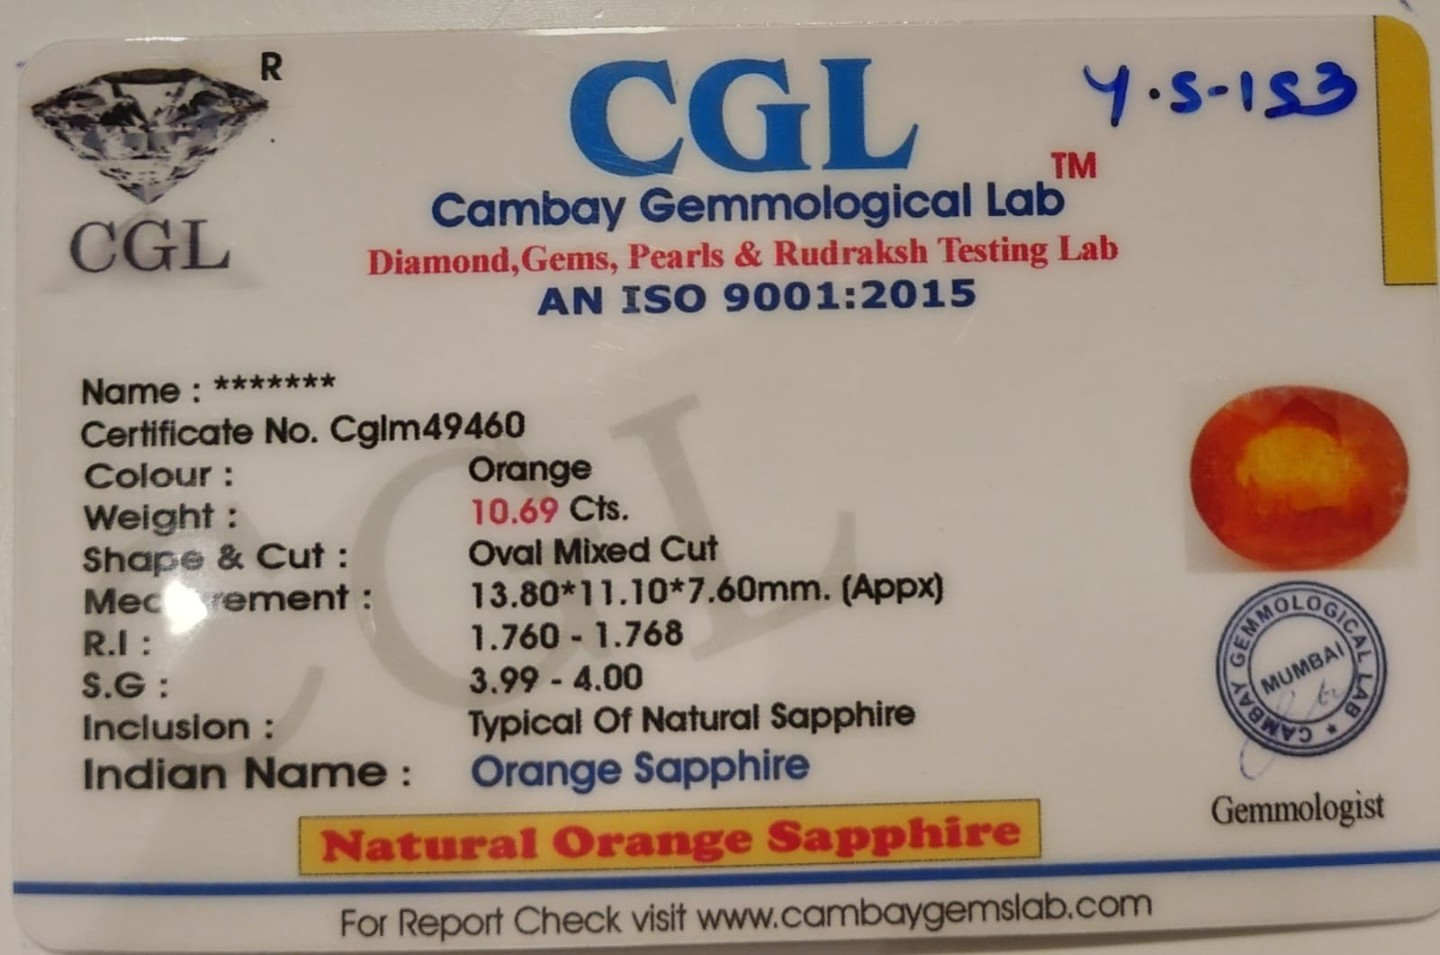 R
CGL
CGL
Y.S-153
TM
Cambay Gemmological Lab
Diamond,Gems, Pearls & Rudraksh Testing Lab
AN ISO 9001:2015
Name : *******
Certificate No. Cglm49460
Colour : Orange
Weight : 10.69 Cts.
Shape & Cut : Oval Mixed Cut
13.80*11.10*7.60mm. (Appx)
R.I : 1.760 - 1.768
S.G : 3.99 - 4.00
Inclusion : Typical Of Natural Sapphire
Indian Name : Orange Sapphire
CGL
CAMBAY GEMMOLOGICAL LAB
MUMBAI
Gemmologist
Natural Orange Sapphire
For Report Check visit www.cambaygemslab.com